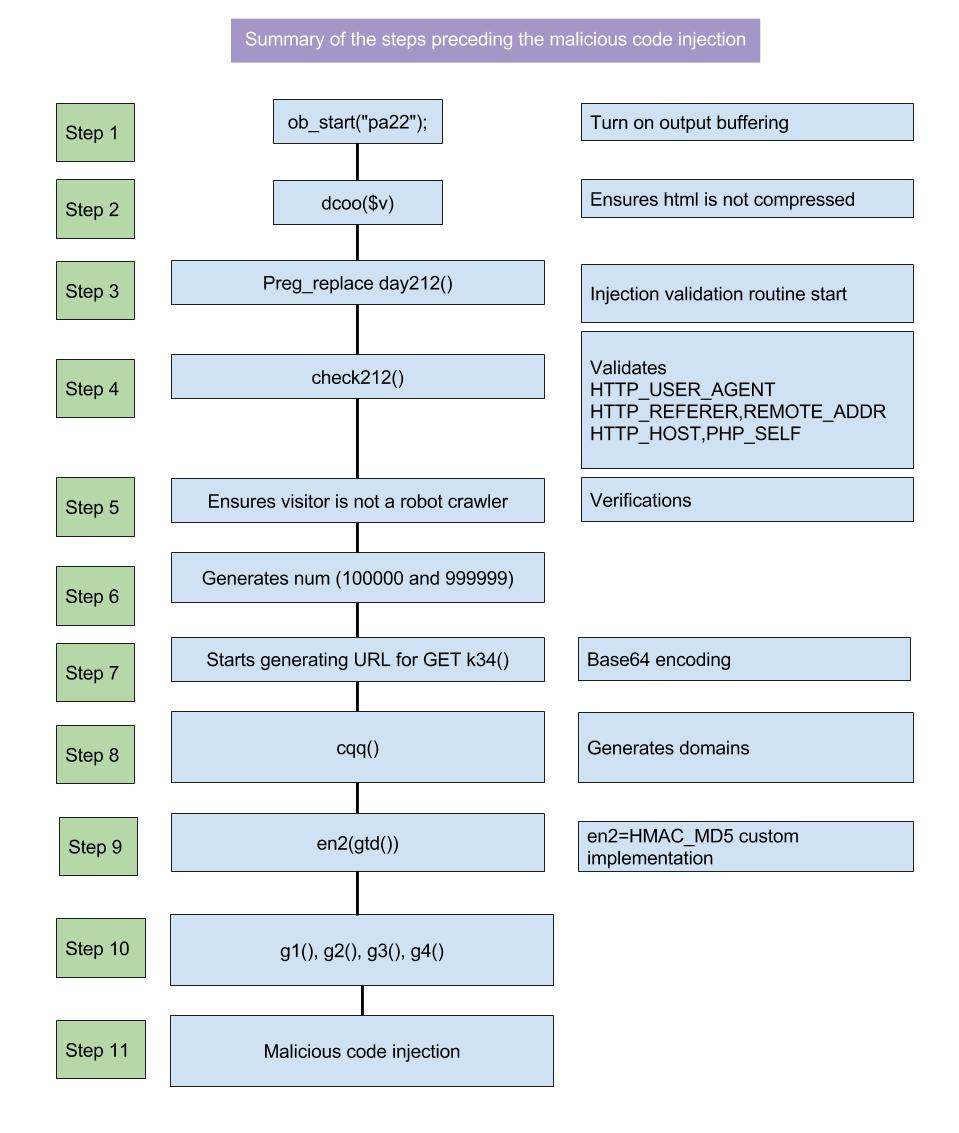 Summary of the steps preceding the malicious code injection
Step 1
ob_start("pa22");
Turn on output buffering
Step 2
dcoo($v)
Ensures html is not compressed
Step 3
Preg_replace day212()
Injection validation routine start
Step 4
check212()
Validates
HTTP_USER_AGENT
HTTP_REFERER,REMOTE_ADDR
HTTP_HOST,PHP_SELF
Step 5
Ensures visitor is not a robot crawler
Verifications
Step 6
Generates num (100000 and 999999)
Step 7
Starts generating URL for GET k34()
Base64 encoding
Step 8
cqq()
Generates domains
Step 9
en2(gtd())
en2=HMAC_MD5 custom
implementation
Step 10
g1(), g2(), g3(), g4()
Step 11
Malicious code injection